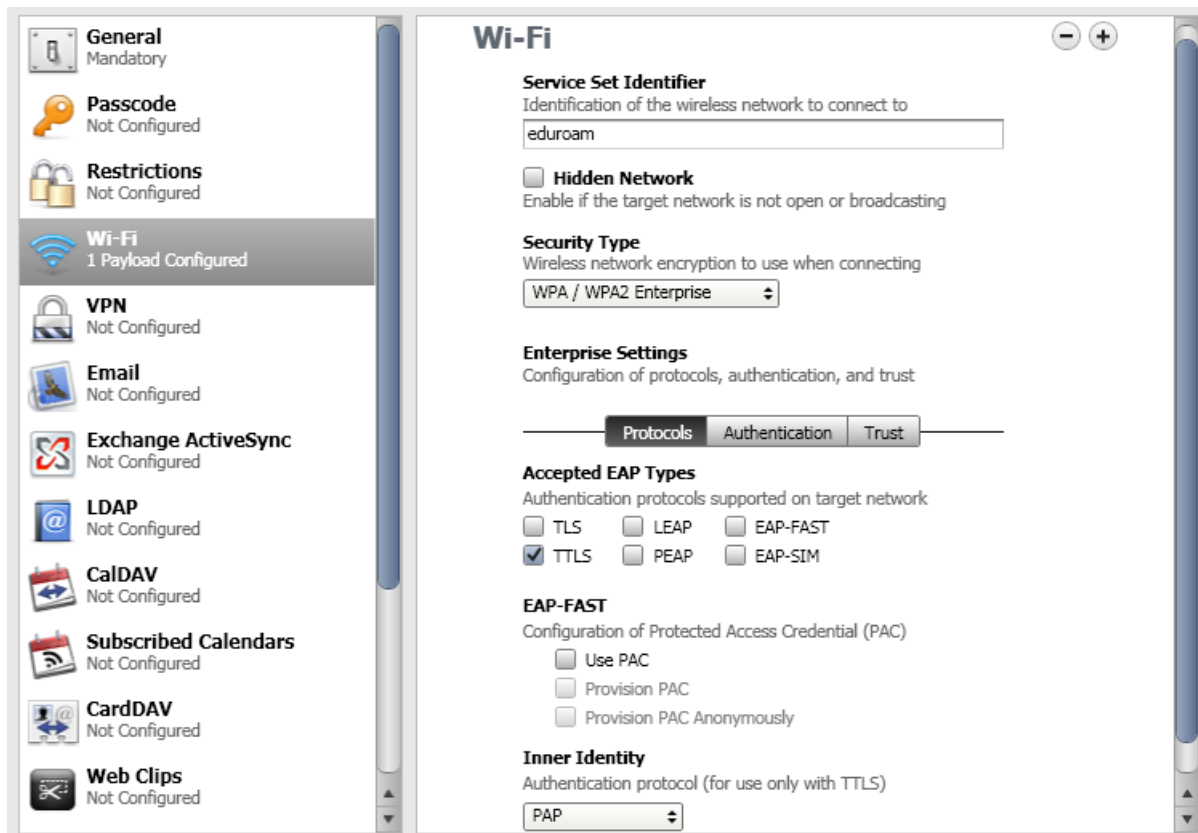 General
Mandatory
Passcode
Not Configured
Restrictions
Not Configured
Wi-Fi
1 Payload Configured
VPN
Not Configured
Email
Not Configured
Exchange ActiveSync
Not Configured
LDAP
Not Configured
CalDAV
Not Configured
Subscribed Calendars
Not Configured
CardDAV
Not Configured
Web Clips
Not Configured
Wi-Fi
Service Set Identifier
Identification of the wireless network to connect to
eduroam
Hidden Network
Enable if the target network is not open or broadcasting
Security Type
Wireless network encryption to use when connecting
WPA / WPA2 Enterprise
Enterprise Settings
Configuration of protocols, authentication, and trust
Protocols Authentication Trust
Accepted EAP Types
Authentication protocols supported on target network
TLS LEAP EAP-FAST
TTLS PEAP EAP-SIM
EAP-FAST
Configuration of Protected Access Credential (PAC)
Use PAC
Provision PAC
Provision PAC Anonymously
Inner Identity
Authentication protocol (for use only with TTLS)
PAP